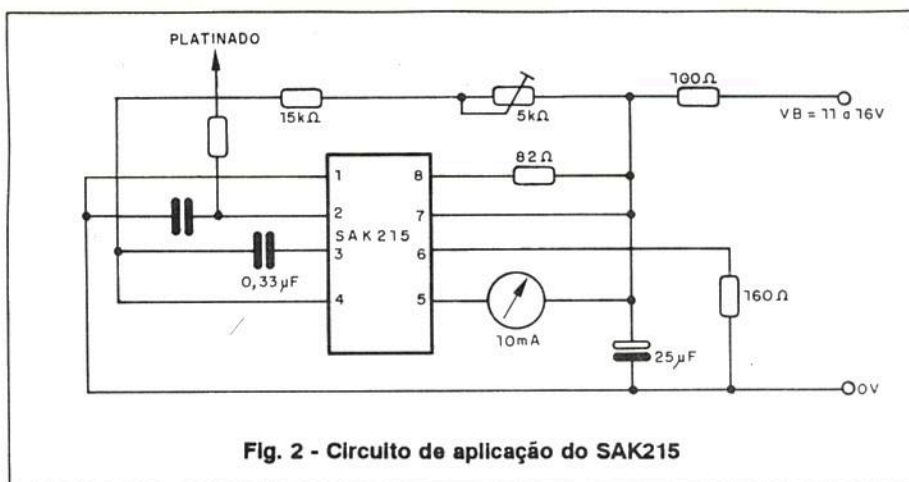 PLATINADO
100Ω
15kΩ
5kΩ
VB = 11 a 16V
82Ω
1
8
2
7
SAK215
3
6
0,33µF
4
5
160Ω
10mA
25µF
0V
Fig. 2 - Circuito de aplicação do SAK215